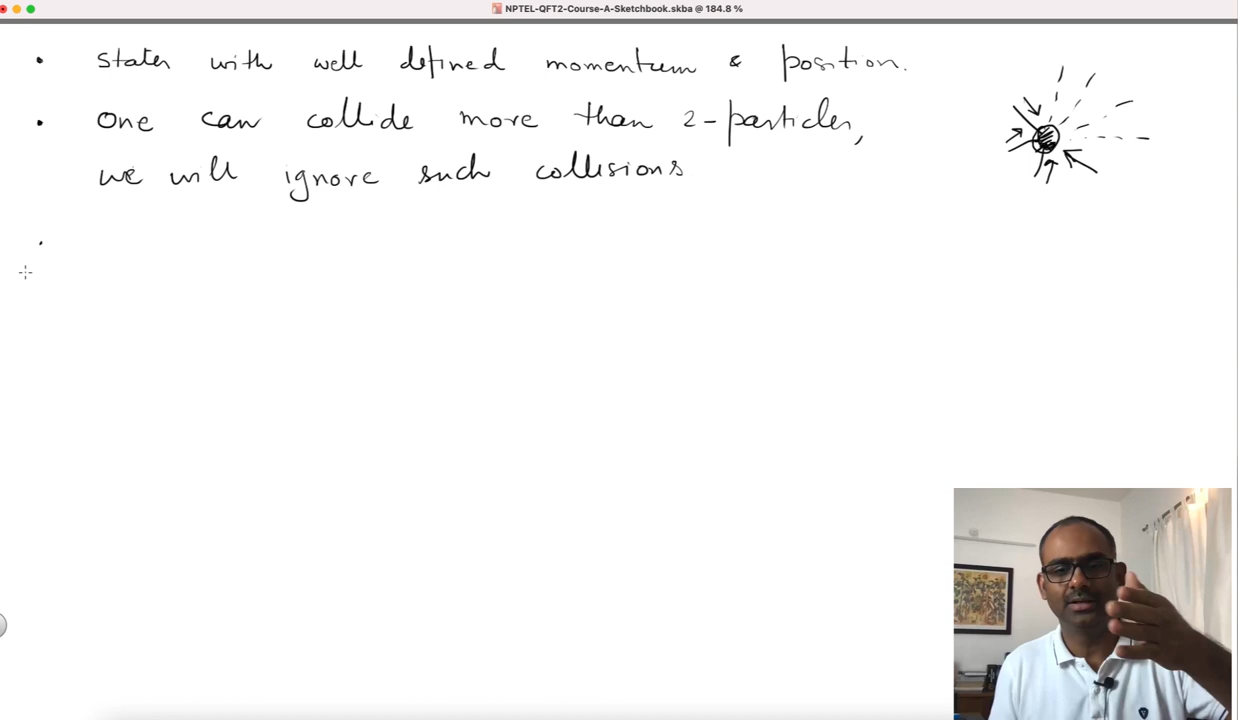 NPTEL-QFT2-Course-A-Sketchbook.skba @ 184.8 %
• states with well defined momentum & position.
• One can collide more than 2-particles,
we will ignore such collisions
•